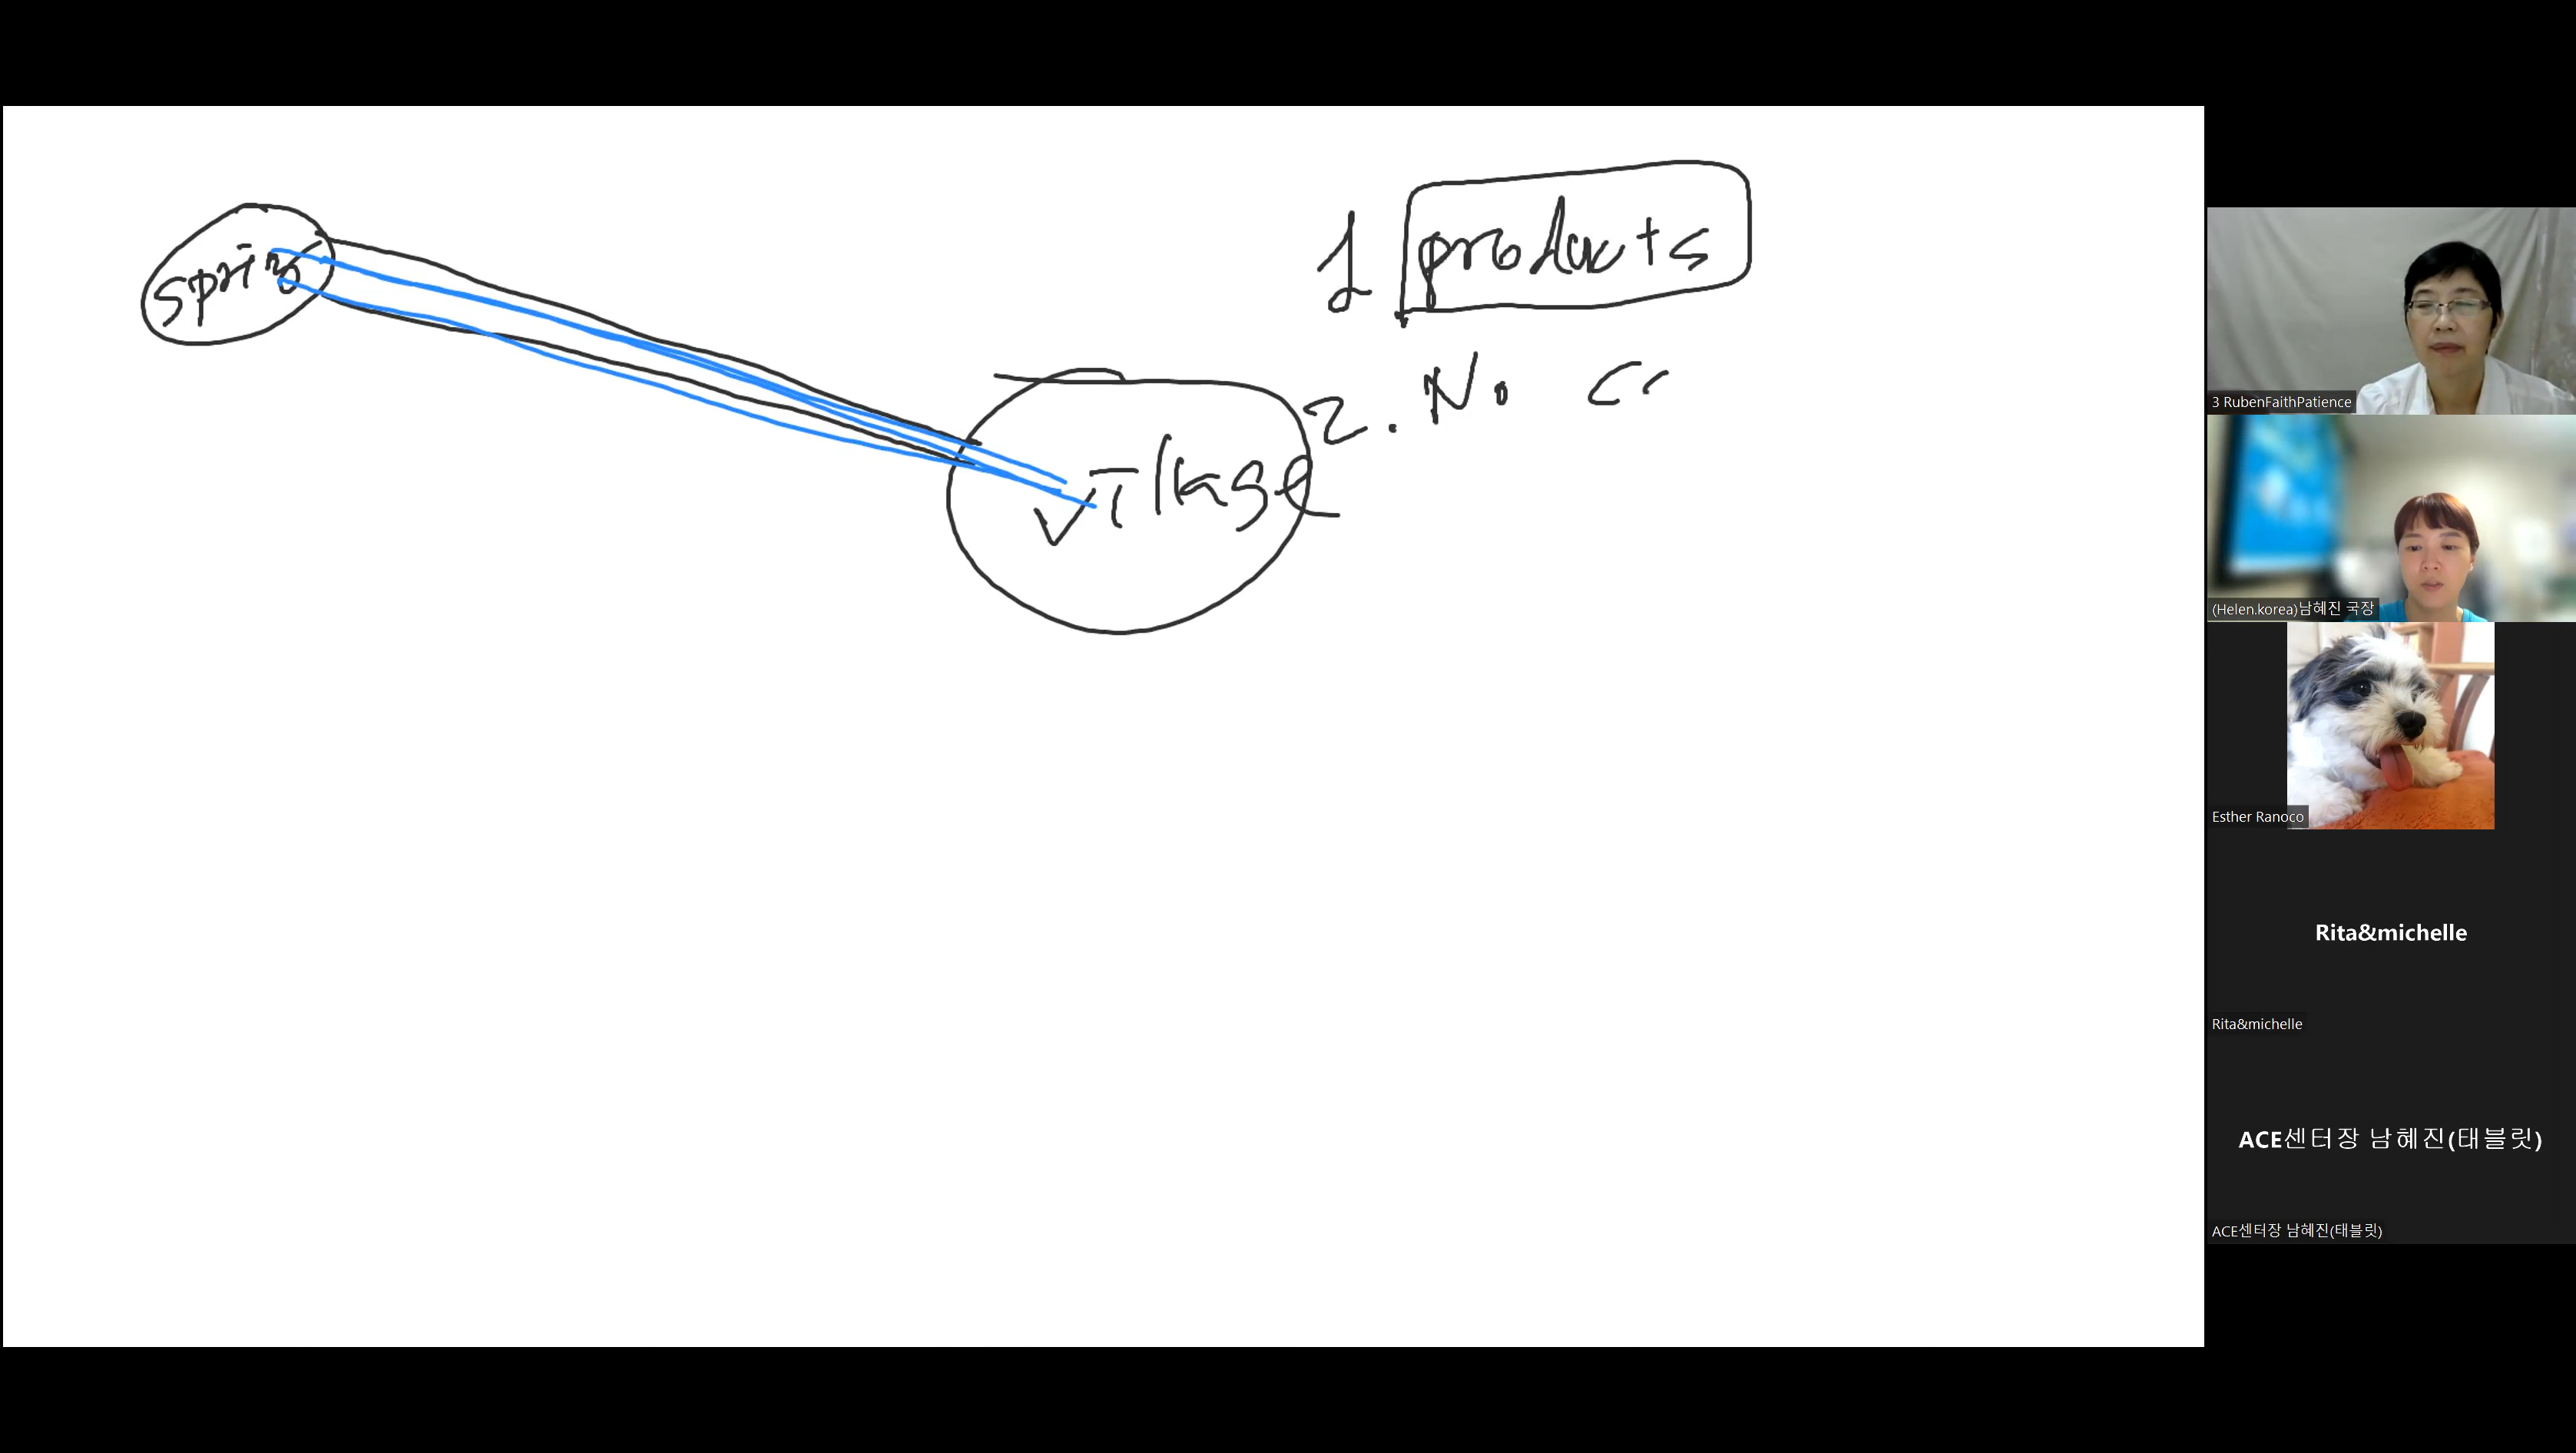 spring
1 products
2. No
3 RubenFaithPatience
(Helen.korea)남혜진 국장
Esther Ranoco
Rita&michelle
Rita&michelle
ACE센터장 남혜진(태블릿)
ACE센터장 남혜진(태블릿)